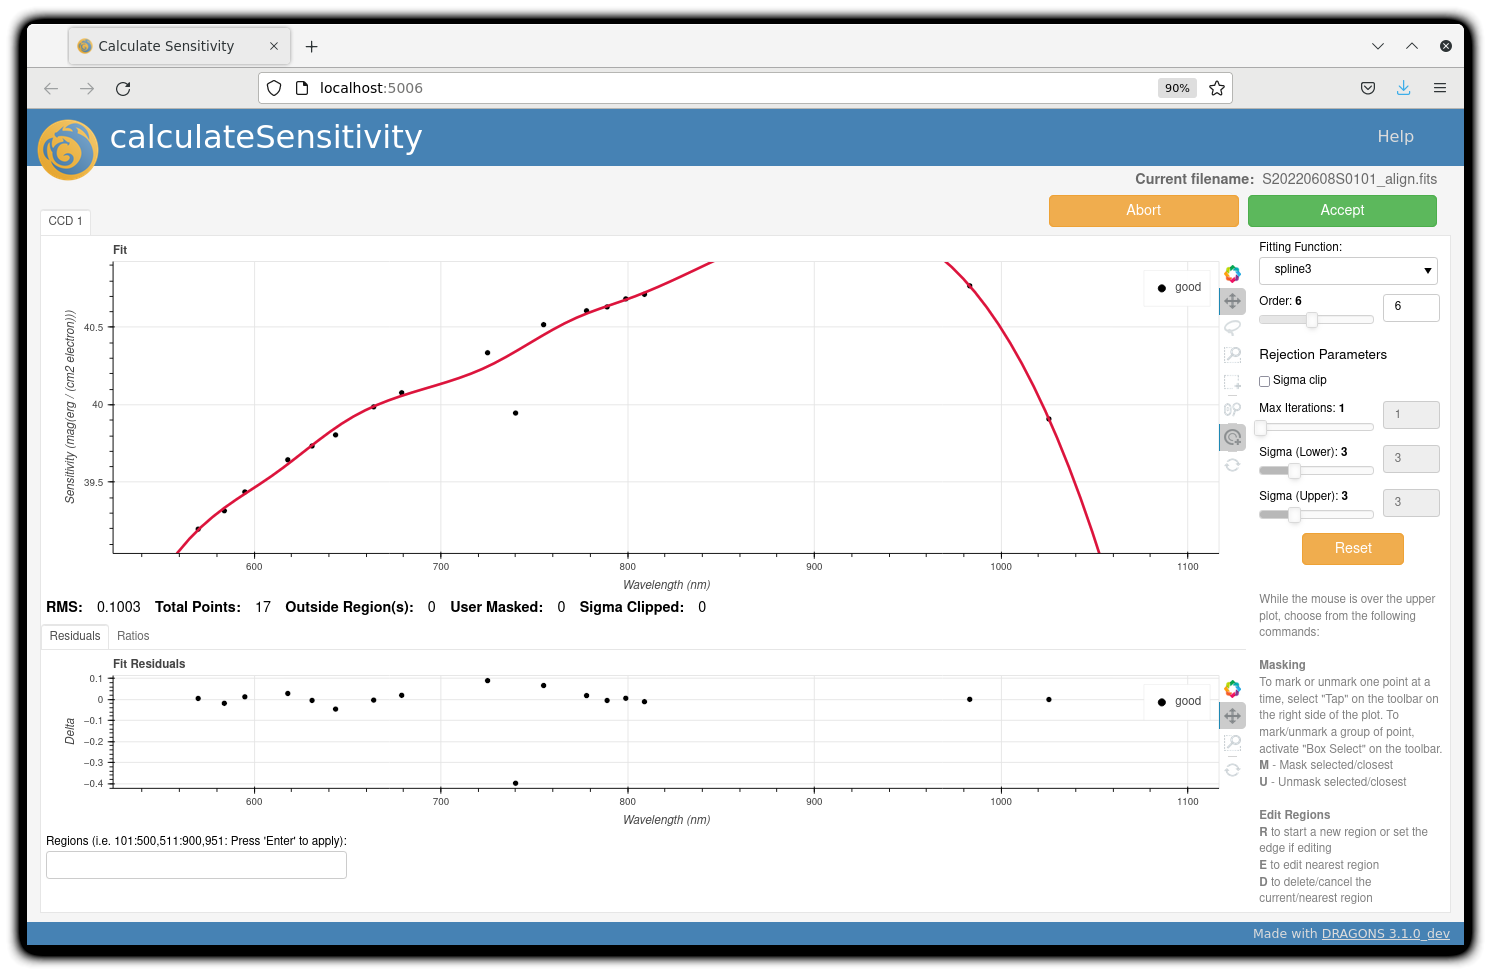 Calculate Sensitivity
localhost:5006
90%
calculateSensitivity
Help
Current filename: S20220608S0101_align.fits
Abort
Accept
CCD 1
Fit
good
40.5
40
39.5
Sensitivity (mag(erg / (cm2 electron)))
600
700
800
900
1000
1100
Wavelength (nm)
RMS: 0.1003 Total Points: 17 Outside Region(s): 0 User Masked: 0 Sigma Clipped: 0
Residuals
Ratios
Fit Residuals
good
0.1
0
−0.1
−0.2
−0.3
−0.4
Delta
600
700
800
900
1000
1100
Wavelength (nm)
Regions (i.e. 101:500,511:900,951: Press 'Enter' to apply):
Fitting Function:
spline3
Order: 6
6
Rejection Parameters
Sigma clip
Max Iterations: 1
1
Sigma (Lower): 3
3
Sigma (Upper): 3
3
Reset
While the mouse is over the upper
plot, choose from the following
commands:
Masking
To mark or unmark one point at a
time, select "Tap" on the toolbar on
the right side of the plot. To
mark/unmark a group of point,
activate "Box Select" on the toolbar.
M - Mask selected/closest
U - Unmask selected/closest
Edit Regions
R to start a new region or set the
edge if editing
E to edit nearest region
D to delete/cancel the
current/nearest region
Made with DRAGONS 3.1.0_dev